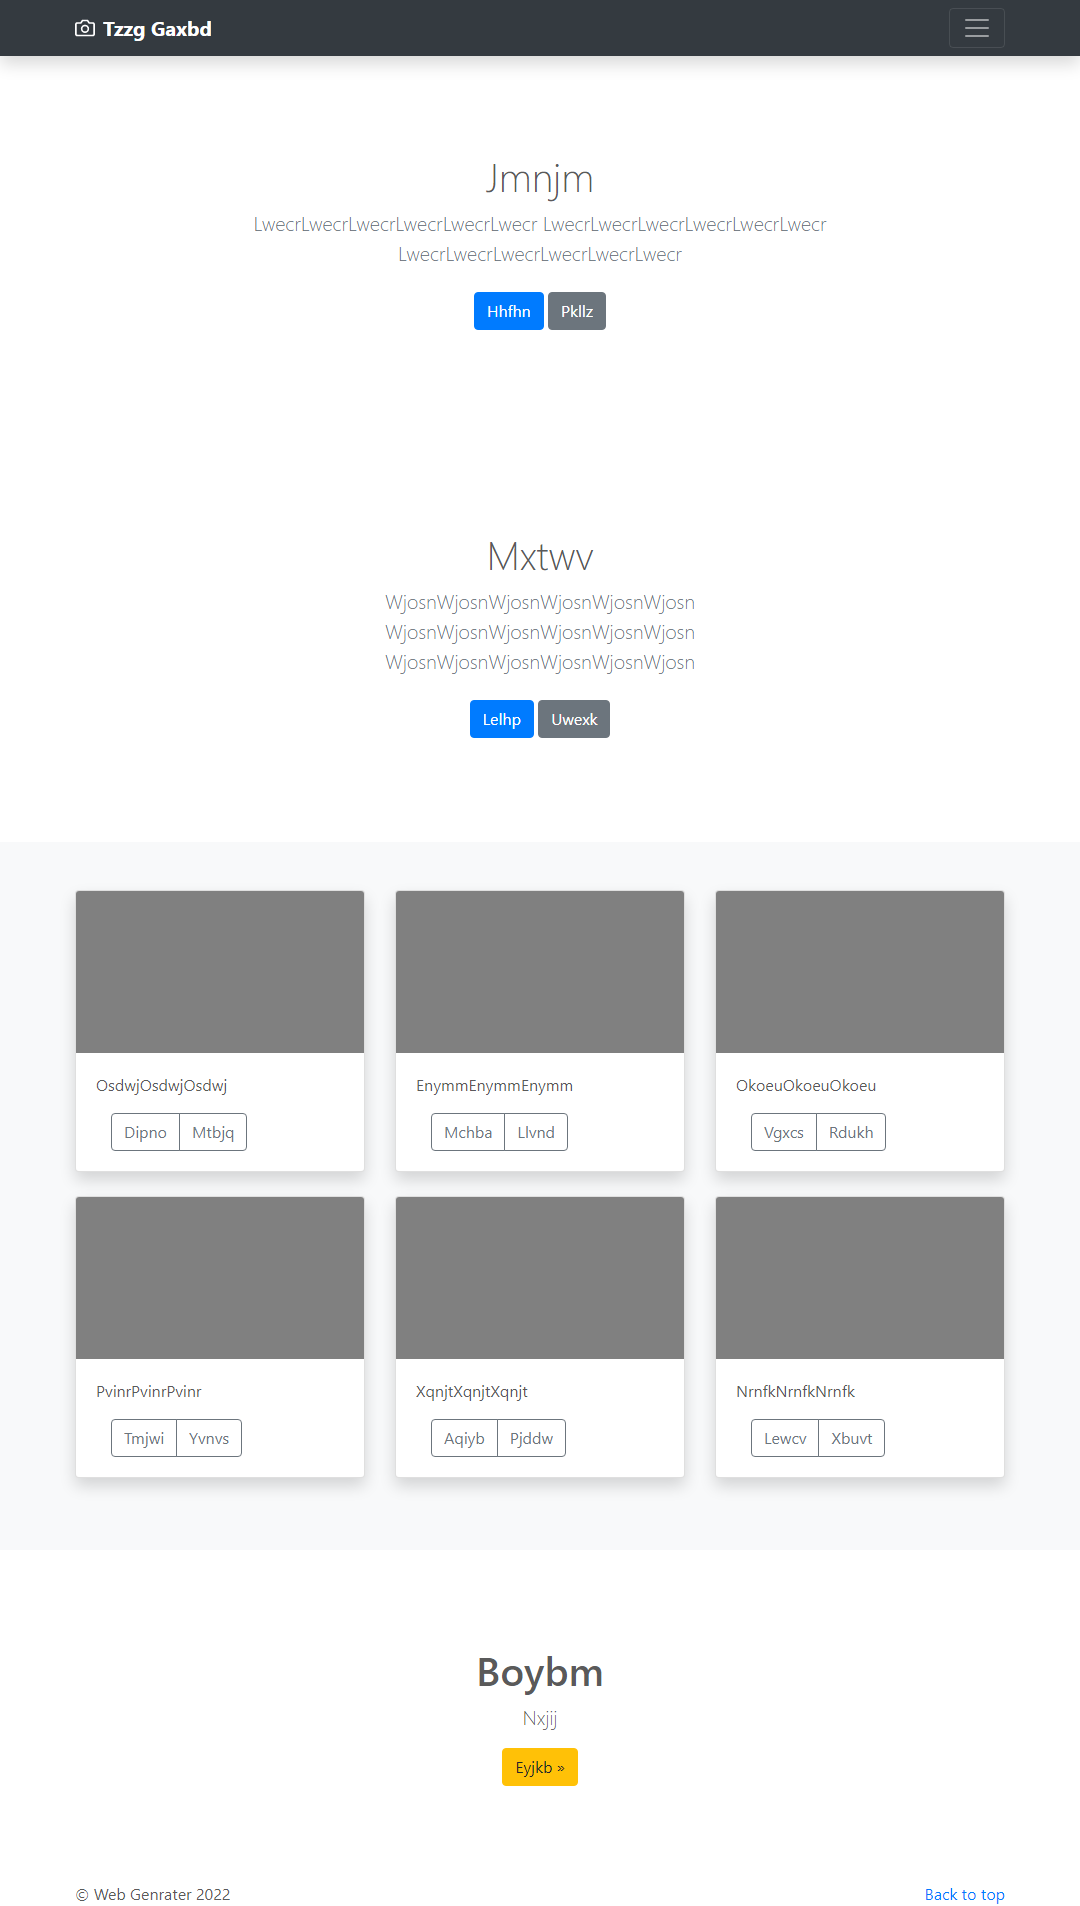 Tzzg Gaxbd
Jmnjm
LwecrLwecrLwecrLwecrLwecrLwecr LwecrLwecrLwecrLwecrLwecrLwecr
LwecrLwecrLwecrLwecrLwecrLwecr
Hhfhn Pkllz
Mxtwv
WjosnWjosnWjosnWjosnWjosnWjosn
WjosnWjosnWjosnWjosnWjosnWjosn
WjosnWjosnWjosnWjosnWjosnWjosn
Lelhp Uwexk
OsdwjOsdwjOsdwj
Dipno Mtbjq
EnymmEnymmEnymm
Mchba Llvnd
OkoeuOkoeuOkoeu
Vgxcs Rdukh
PvinrPvinrPvinr
Tmjwi Yvnvs
XqnjtXqnjtXqnjt
Aqiyb Pjddw
NrnfkNrnfkNrnfk
Lewcv Xbuvt
Boybm
Nxjij
Eyjkb »
© Web Genrater 2022
Back to top